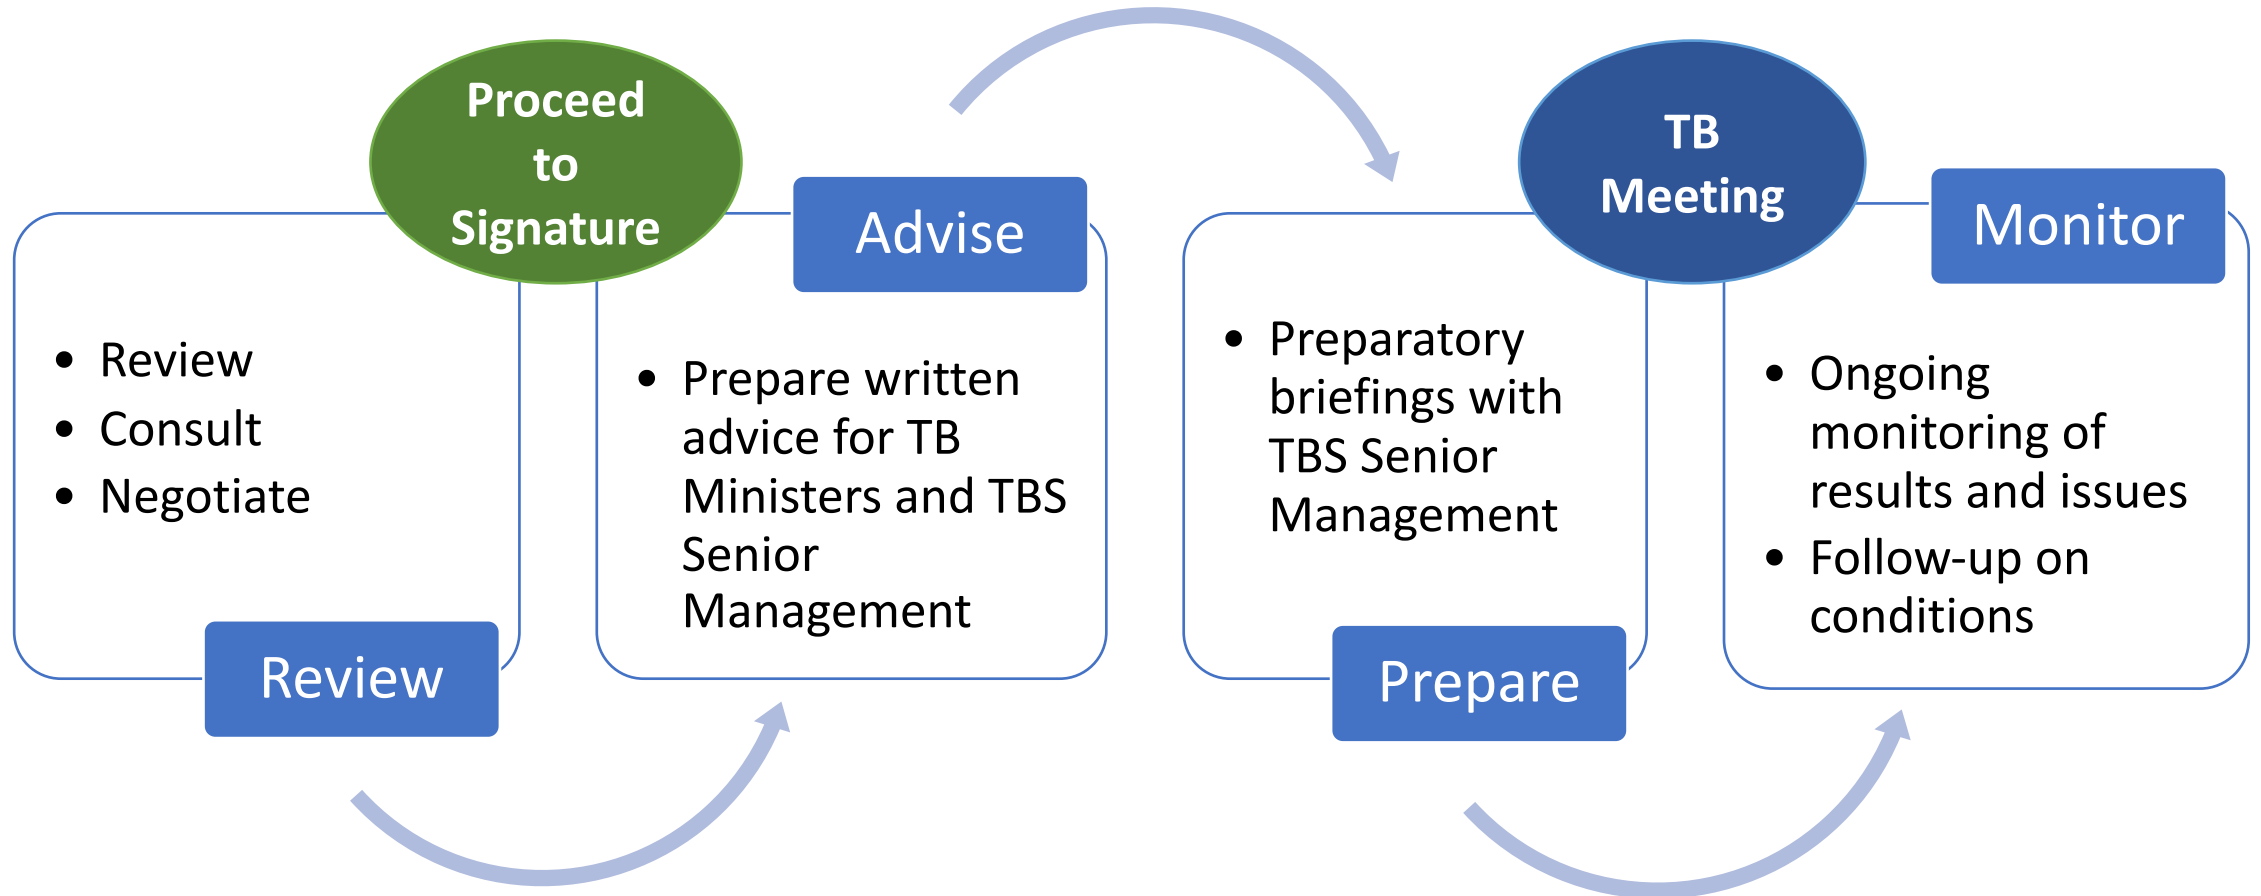 Proceed
to
Signature
• Review
• Consult
• Negotiate
Review
Advise
• Prepare written
advice for TB
Ministers and TBS
Senior
Management
• Preparatory
briefings with
TBS Senior
Management
Prepare
TB
Meeting
Monitor
• Ongoing
monitoring of
results and issues
• Follow-up on
conditions